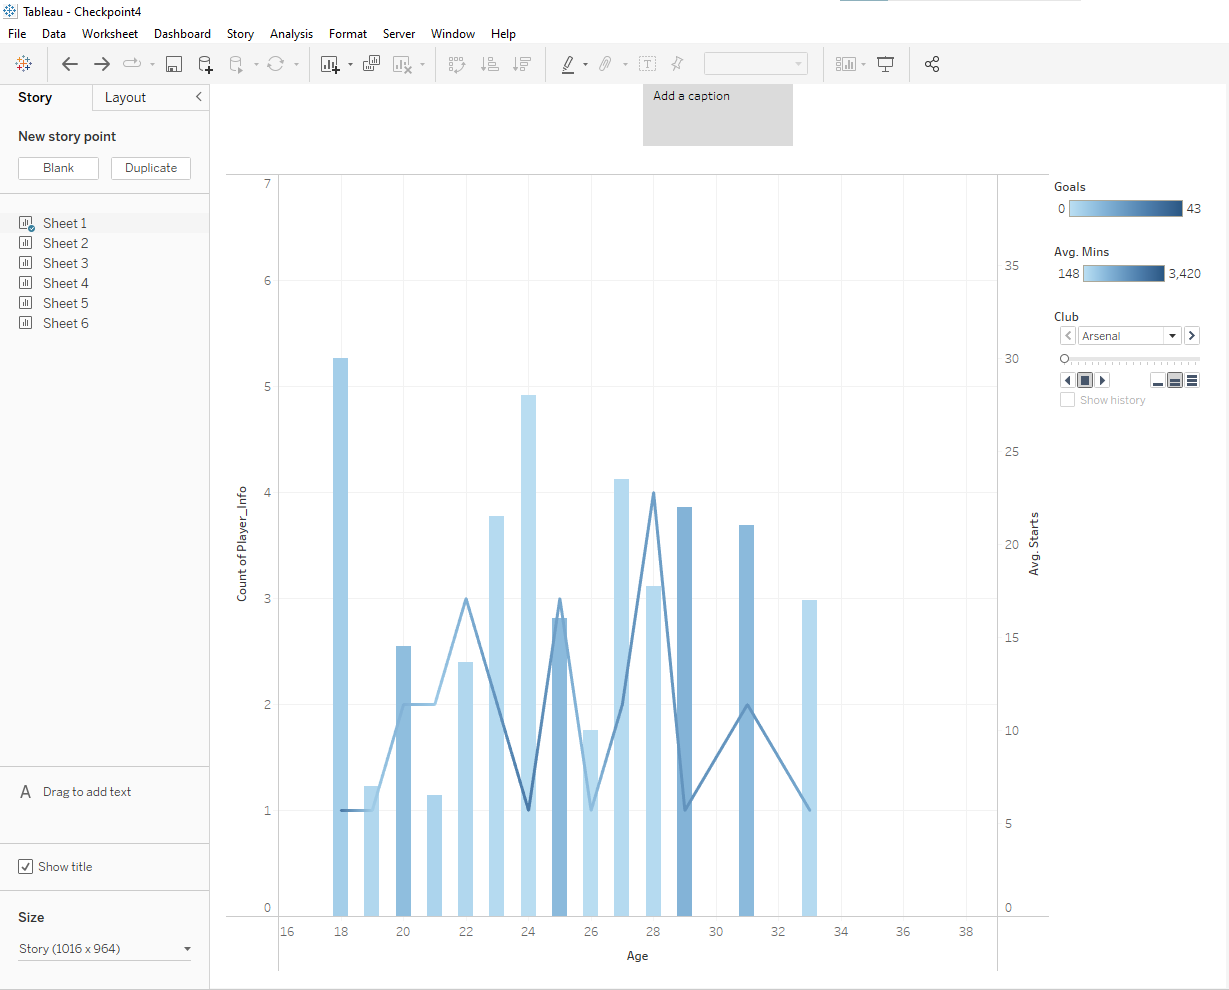 Tableau - Checkpoint4
File Data Worksheet Dashboard Story Analysis Format Server Window Help
Story Layout
New story point
Blank Duplicate
Sheet 1
Sheet 2
Sheet 3
Sheet 4
Sheet 5
Sheet 6
A Drag to add text
Show title
Size
Story (1016 x 964)
Add a caption
7
6
5
4
3
2
1
0
Count of Player_Info
16 18 20 22 24 26 28 30 32 34 36 38
Age
35
30
25
20
15
10
5
0
Avg. Starts
Goals
0 43
Avg. Mins
148 3,420
Club
Arsenal
Show history